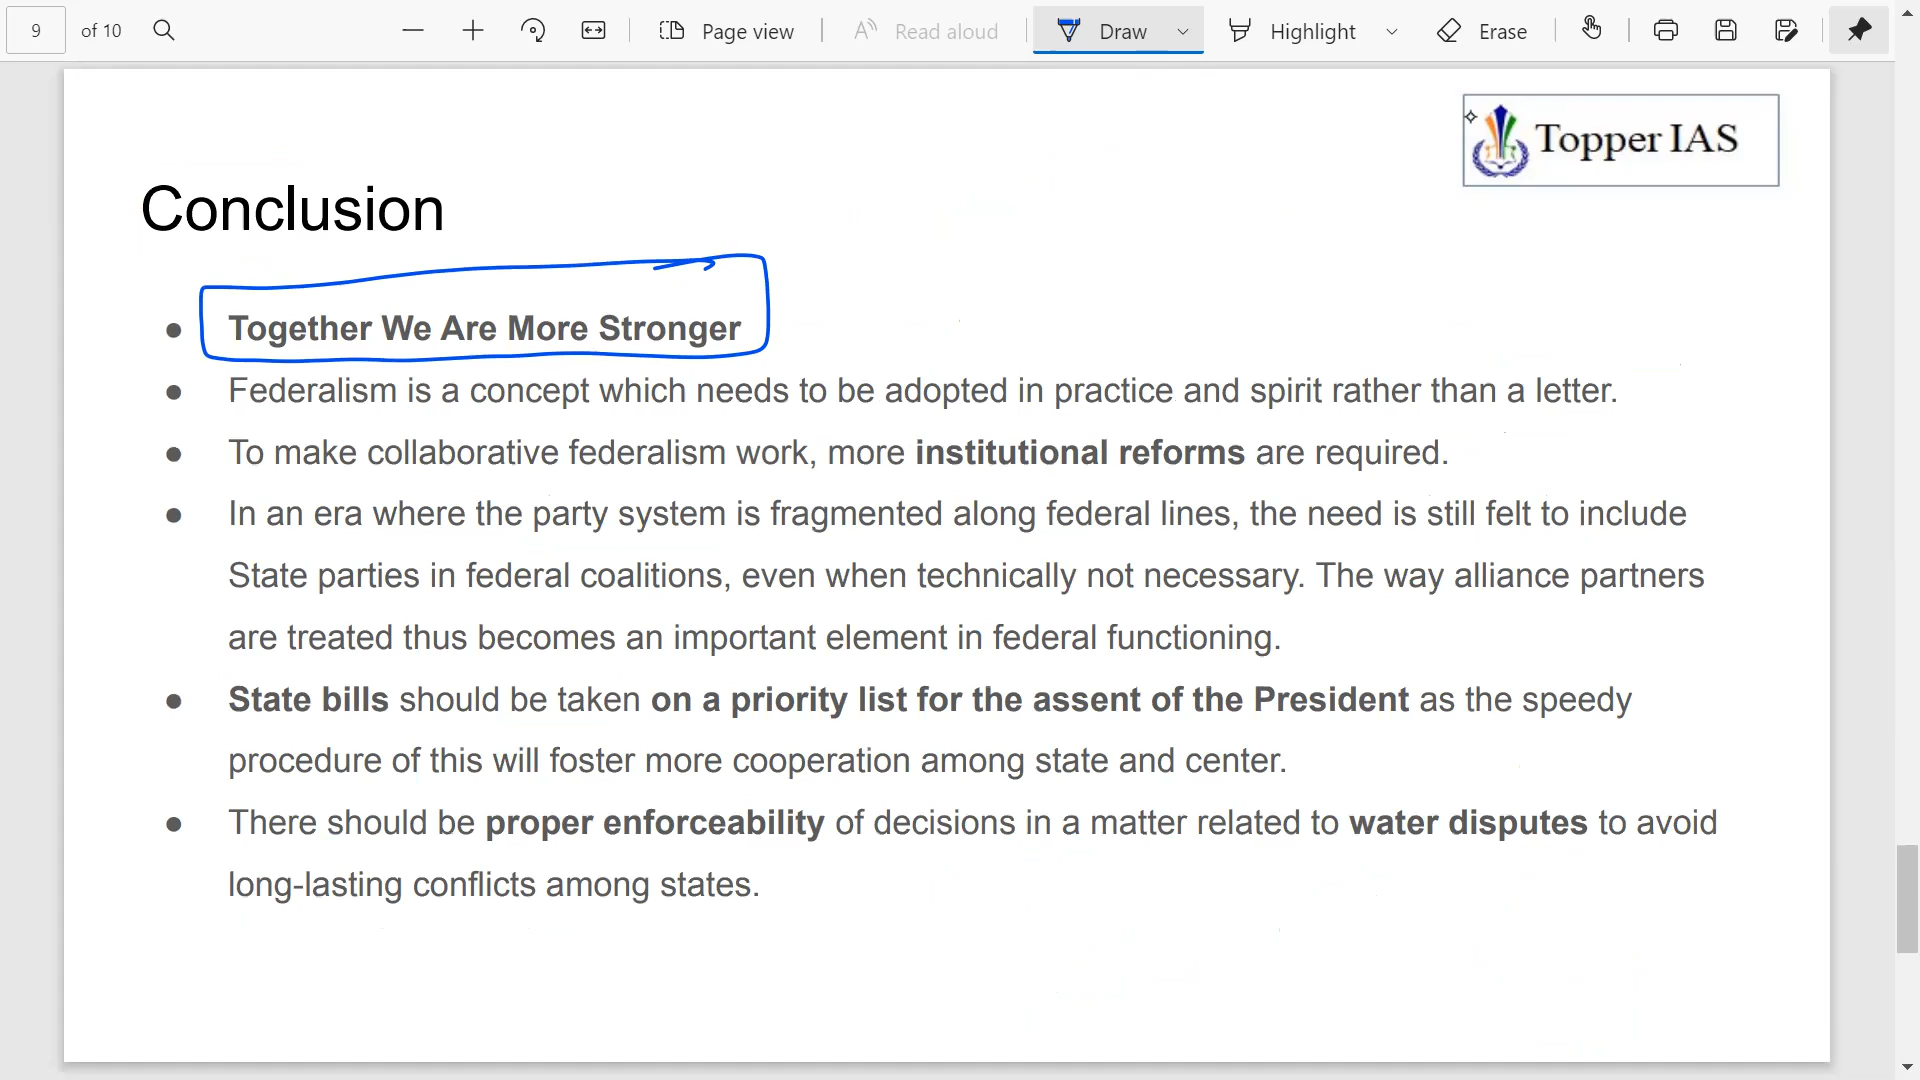 9 of 10 Page view Read aloud Draw Highlight Erase
Topper IAS
Conclusion
● Together We Are More Stronger
● Federalism is a concept which needs to be adopted in practice and spirit rather than a letter.
● To make collaborative federalism work, more institutional reforms are required.
● In an era where the party system is fragmented along federal lines, the need is still felt to include
State parties in federal coalitions, even when technically not necessary. The way alliance partners
are treated thus becomes an important element in federal functioning.
● State bills should be taken on a priority list for the assent of the President as the speedy
procedure of this will foster more cooperation among state and center.
● There should be proper enforceability of decisions in a matter related to water disputes to avoid
long-lasting conflicts among states.